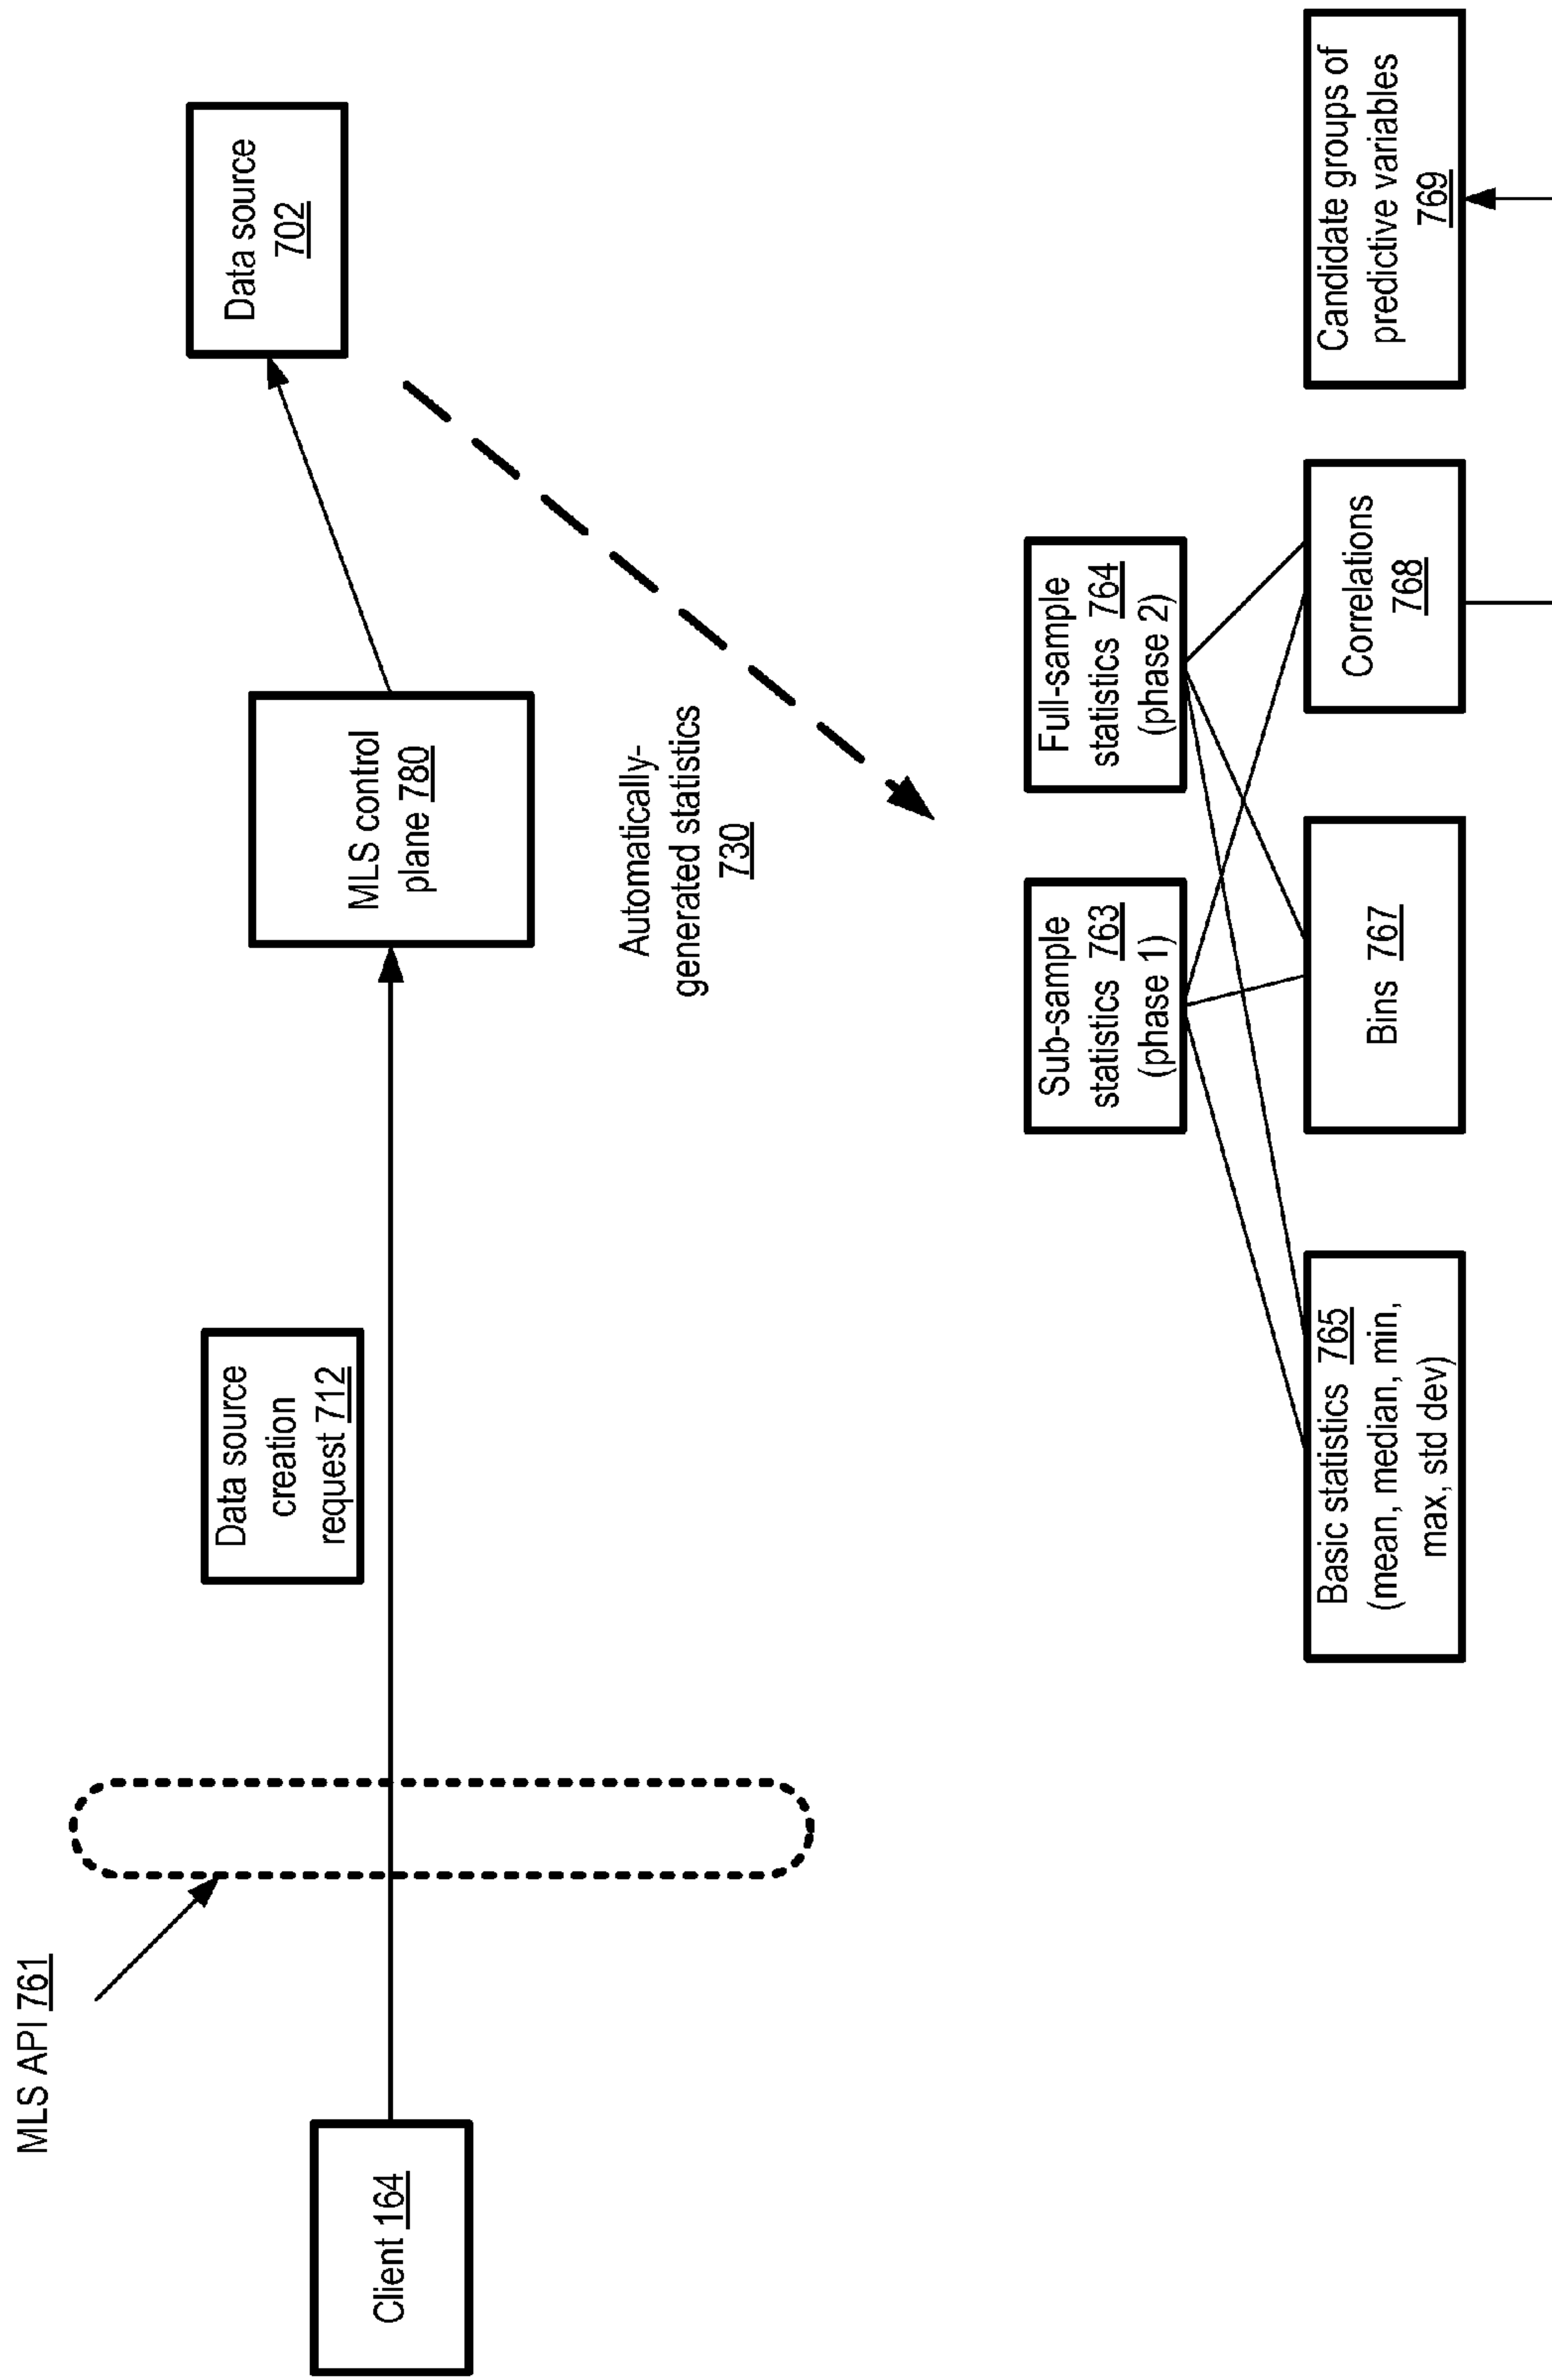 MLS API 761
Client 164
Data source
creation
request 712
MLS control
plane 780
Data source
702
Automatically-
generated statistics
730
Sub-sample
statistics 763
(phase 1)
Full-sample
statistics 764
(phase 2)
Basic statistics 765
(mean, median, min,
max, std dev)
Bins 767
Correlations
768
Candidate groups of
predictive variables
769